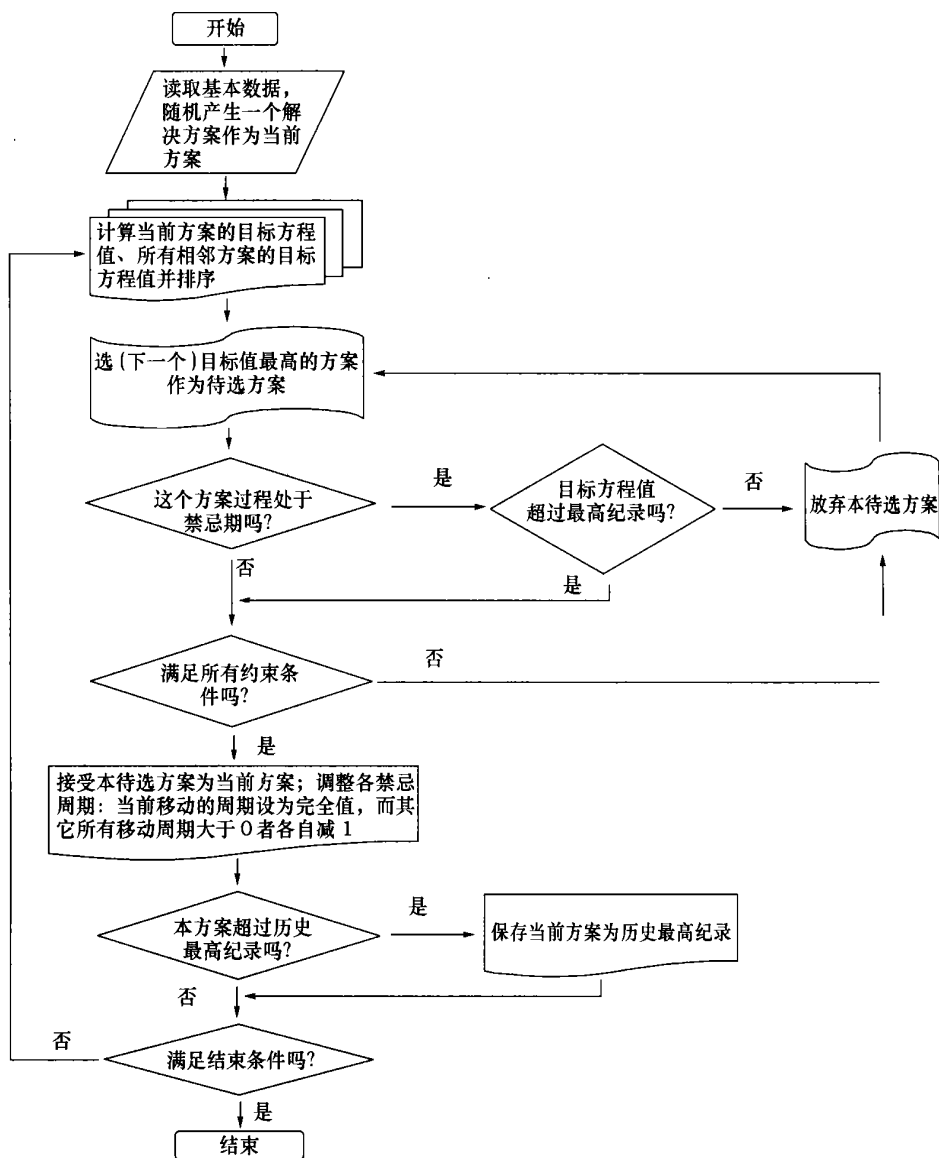 开始
读取基本数据，
随机产生一个解
决方案作为当前
方案
计算当前方案的目标方程
值、所有相邻方案的目标
方程值并排序
选(下一个)目标值最高的方案
作为待选方案
这个方案过程处于
禁忌期吗?
是
目标方程值
超过最高纪录吗?
否
放弃本待选方案
否
是
满足所有约束条
件吗?
否
是
接受本待选方案为当前方案；调整各禁忌
周期：当前移动的周期设为完全值，而其
它所有移动周期大于0者各自减1
本方案超过历史
最高纪录吗?
是
保存当前方案为历史最高纪录
否
满足结束条件吗?
否
是
结束